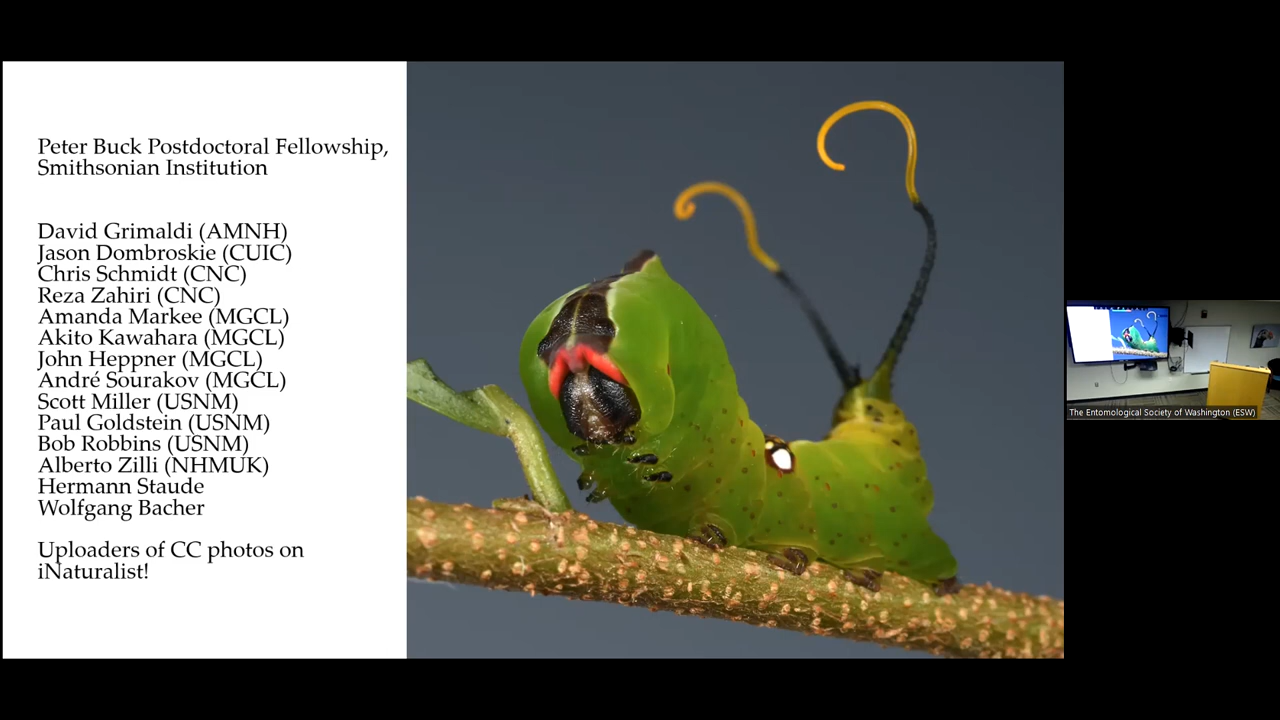 Peter Buck Postdoctoral Fellowship,
Smithsonian Institution
David Grimaldi (AMNH)
Jason Dombroskie (CUIC)
Chris Schmidt (CNC)
Reza Zahiri (CNC)
Amanda Markee (MGCL)
Akito Kawahara (MGCL)
John Heppner (MGCL)
André Sourakov (MGCL)
Scott Miller (USNM)
Paul Goldstein (USNM)
Bob Robbins (USNM)
Alberto Zilli (NHMUK)
Hermann Staude
Wolfgang Bacher
Uploaders of CC photos on
iNaturalist!
The Entomological Society of Washington (ESW)